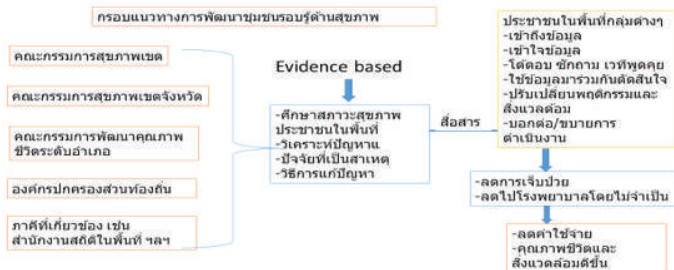 กรอบแนวทางการพัฒนาชุมชนรอบรู้ด้านสุขภาพ
คณะกรรมการสุขภาพเขต
คณะกรรมการสุขภาพเขตจังหวัด
คณะกรรมการพัฒนาคุณภาพ
ชีวิตระดับอำเภอ
องค์กรปกครองส่วนท้องถิ่น
ภาคีที่เกี่ยวข้อง เช่น
สำนักงานสถิติในพื้นที่ ฯลฯ
Evidence based
-ศึกษาสภาวะสุขภาพ
ประชาชนในพื้นที่
-วิเคราะห์ปัญหาแ
-ปัจจัยที่เป็นสาเหตุ
-วิธีการแก้ปัญหา
สื่อสาร
ประชาชนในพื้นที่กลุ่มต่างๆ
-เข้าถึงข้อมูล
-เข้าใจข้อมูล
-โต้ตอบ ซักถาม เวทีพูดคุย
-ใช้ข้อมูลมาร่วมกันตัดสินใจ
-ปรับเปลี่ยนพฤติกรรมและ
สิ่งแวดล้อม
-บอกต่อ/ขยายการ
ดำเนินงาน
-ลดการเจ็บป่วย
-ลดไปโรงพยาบาลโดยไม่จำเป็น
-ลดค่าใช้จ่าย
-คุณภาพชีวิตและ
สิ่งแวดล้อมดีขึ้น